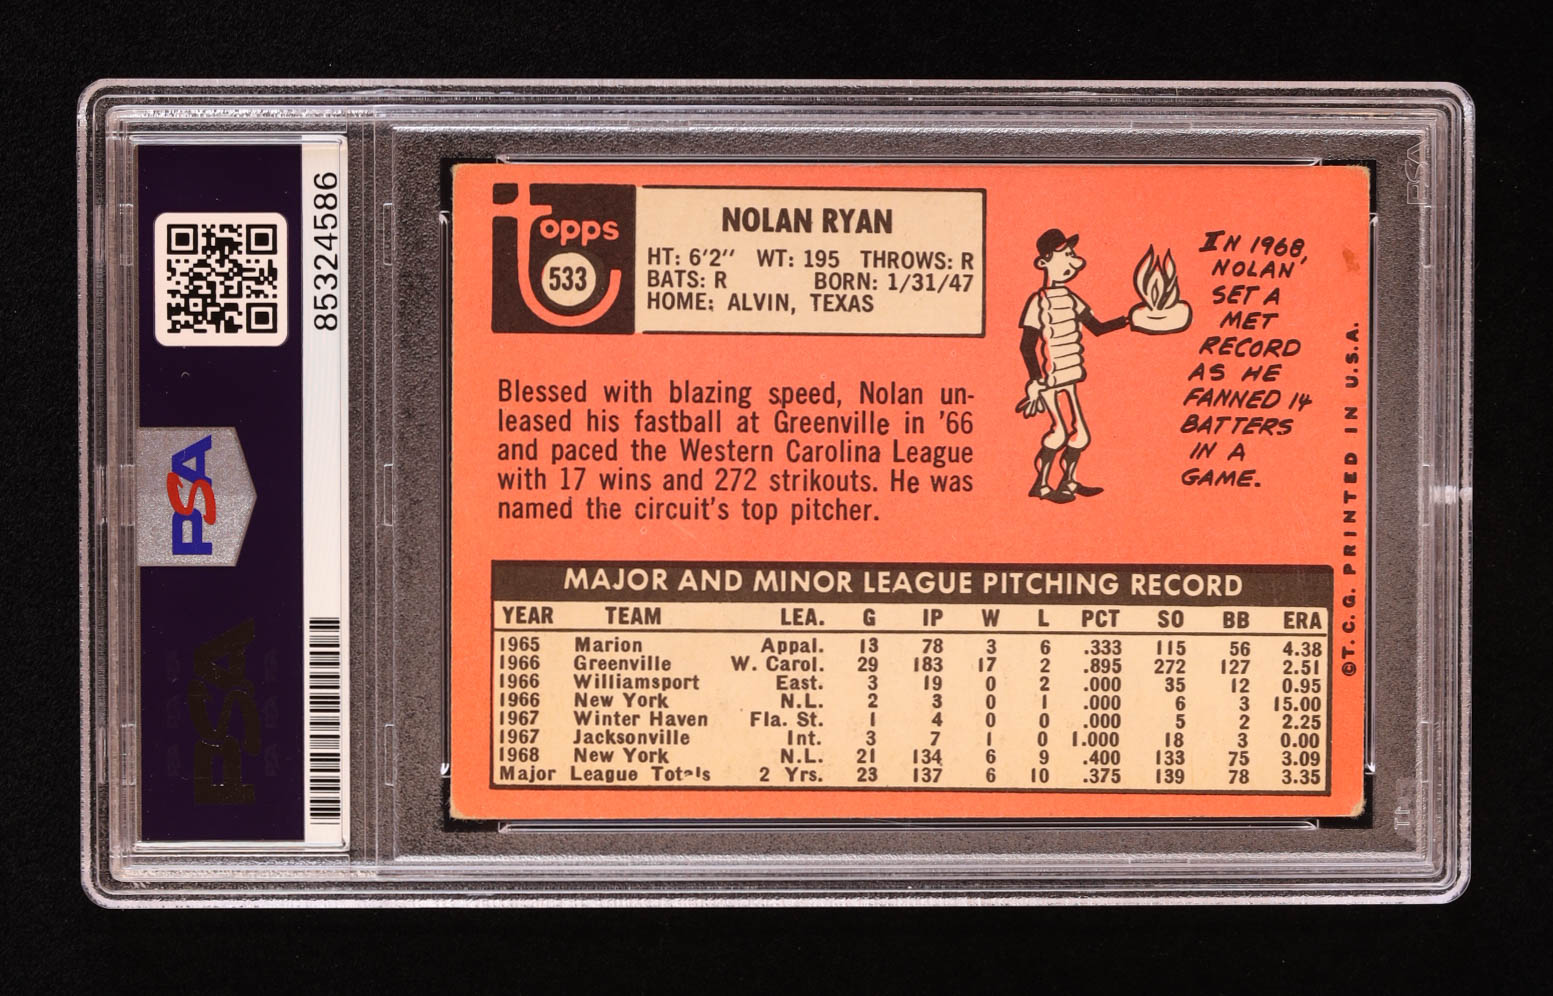 85324586
PSA
PSA
topps
533
NOLAN RYAN
HT: 6'2" WT: 195 THROWS: R
BATS: R BORN: 1/31/47
HOME: ALVIN, TEXAS
IN 1968,
NOLAN
SET A
MET
RECORD
AS HE
FANNED 14
BATTERS
IN A
GAME.
Blessed with blazing speed, Nolan un-
leased his fastball at Greenville in '66
and paced the Western Carolina League
with 17 wins and 272 strikouts. He was
named the circuit's top pitcher.
MAJOR AND MINOR LEAGUE PITCHING RECORD
YEAR TEAM LEA. G IP W L PCT SO BB ERA
1965 Marion Appal. 13 78 3 6 .333 115 56 4.38
1966 Greenville W. Carol. 29 183 17 2 .895 272 127 2.51
1966 Williamsport East. 3 19 0 2 .000 35 12 0.95
1966 New York N.L. 2 3 0 1 .000 6 3 15.00
1967 Winter Haven Fla. St. 1 4 0 0 .000 5 2 2.25
1967 Jacksonville Int. 3 7 1 0 1.000 18 3 0.00
1968 New York N.L. 21 134 6 9 .400 133 75 3.09
Major League Totals 2 Yrs. 23 137 6 10 .375 139 78 3.35
©T.C.G. PRINTED IN U.S.A.
PSA